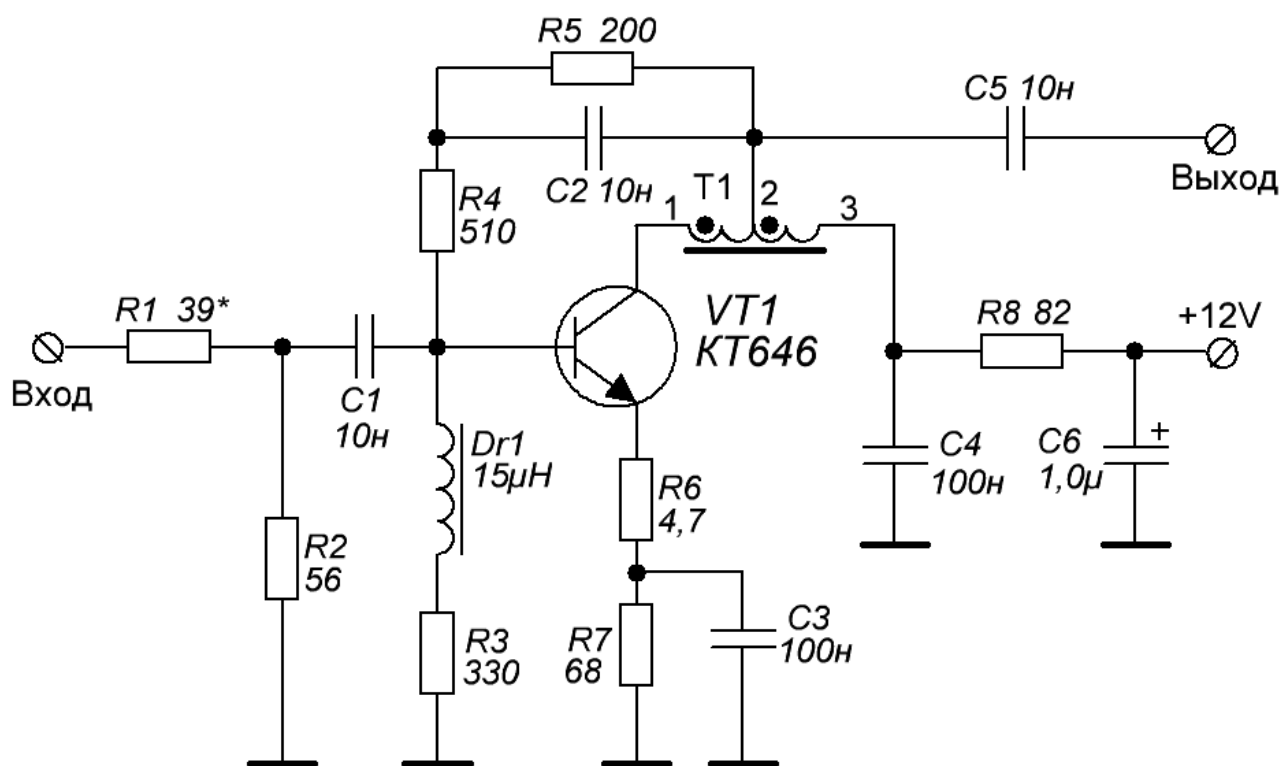 R5 200
C5 10н
C2 10н
Выход
T1
1
2
3
R4
510
R1 39*
Вход
C1
10н
VT1
КТ646
R8 82
+12V
Dr1
15µH
R6
4,7
C4
100н
C6
1,0µ
+
R2
56
R3
330
R7
68
C3
100н